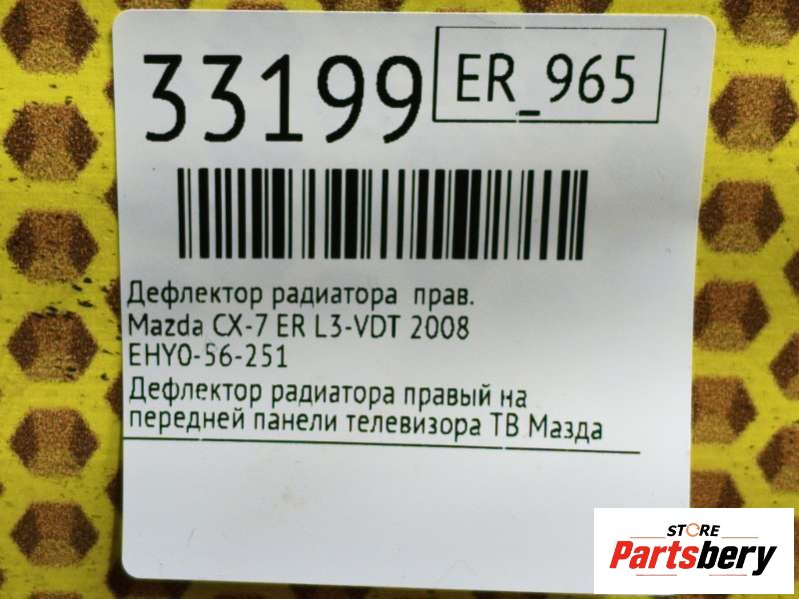 33199
ER_965
Дефлектор радиатора прав.
Mazda CX-7 ER L3-VDT 2008
EHY0-56-251
Дефлектор радиатора правый на
передней панели телевизора ТВ Мазда
STORE
Partsbery